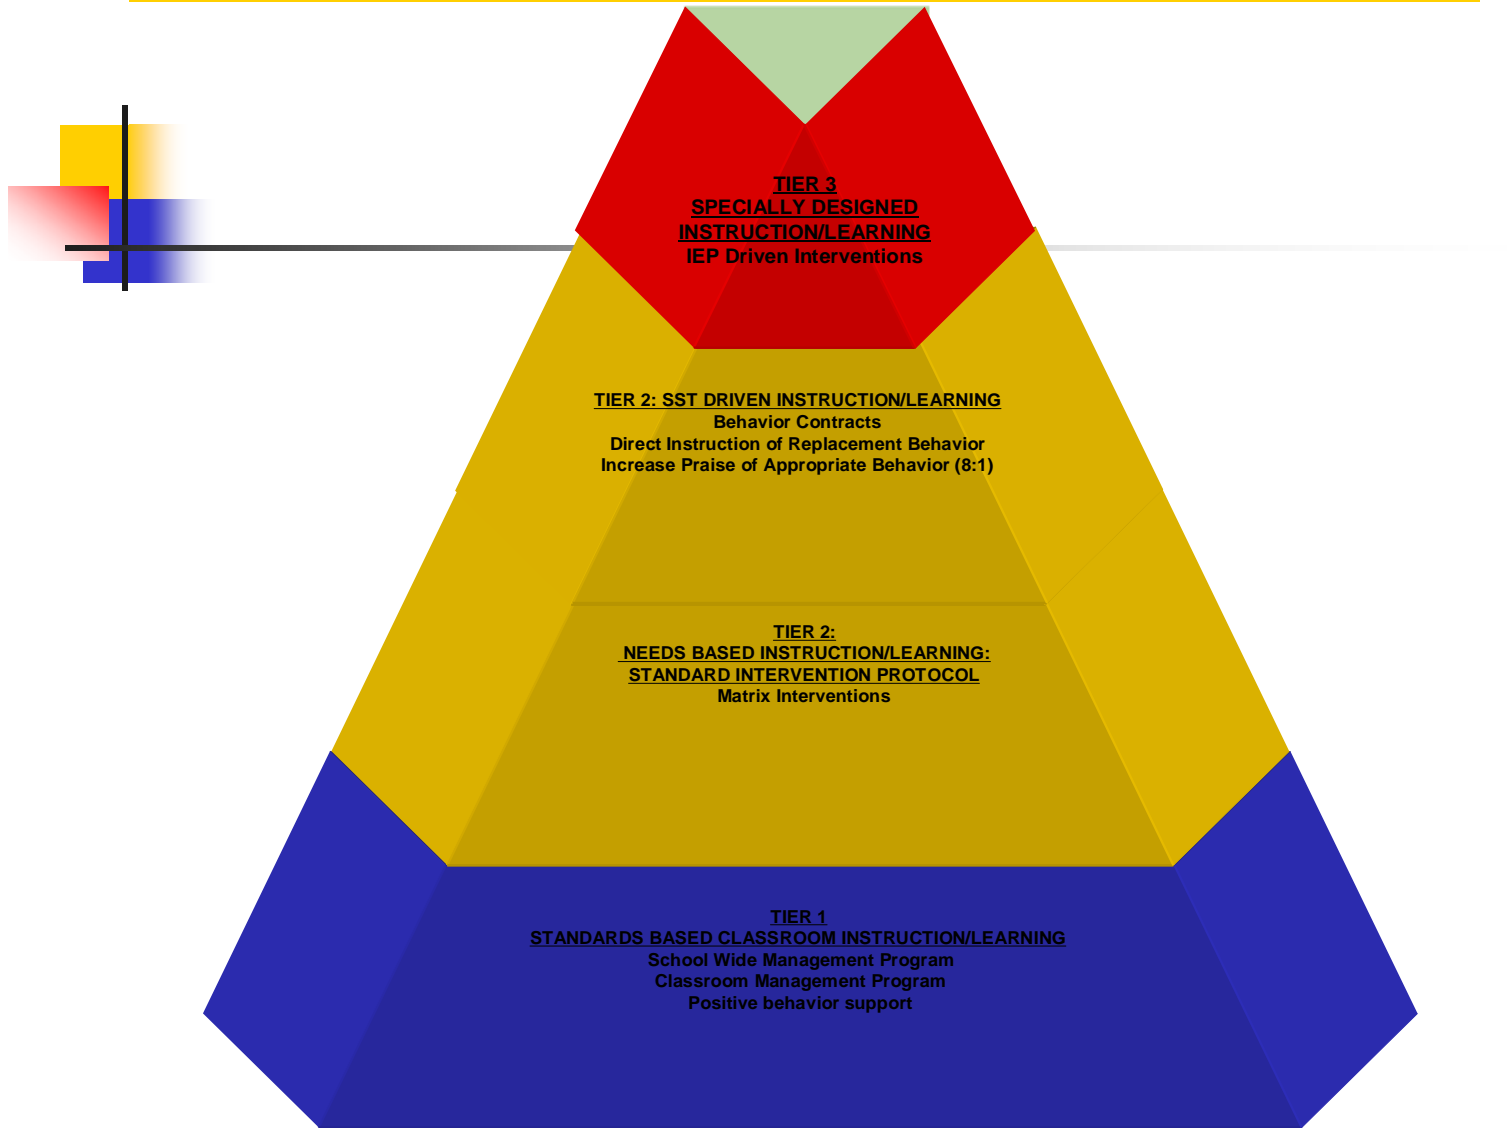 TIER 3
SPECIALLY DESIGNED
INSTRUCTION/LEARNING
IEP Driven Interventions
TIER 2: SST DRIVEN INSTRUCTION/LEARNING
Behavior Contracts
Direct Instruction of Replacement Behavior
Increase Praise of Appropriate Behavior (8:1)
TIER 2:
NEEDS BASED INSTRUCTION/LEARNING:
STANDARD INTERVENTION PROTOCOL
Matrix Interventions
TIER 1
STANDARDS BASED CLASSROOM INSTRUCTION/LEARNING
School Wide Management Program
Classroom Management Program
Positive behavior support